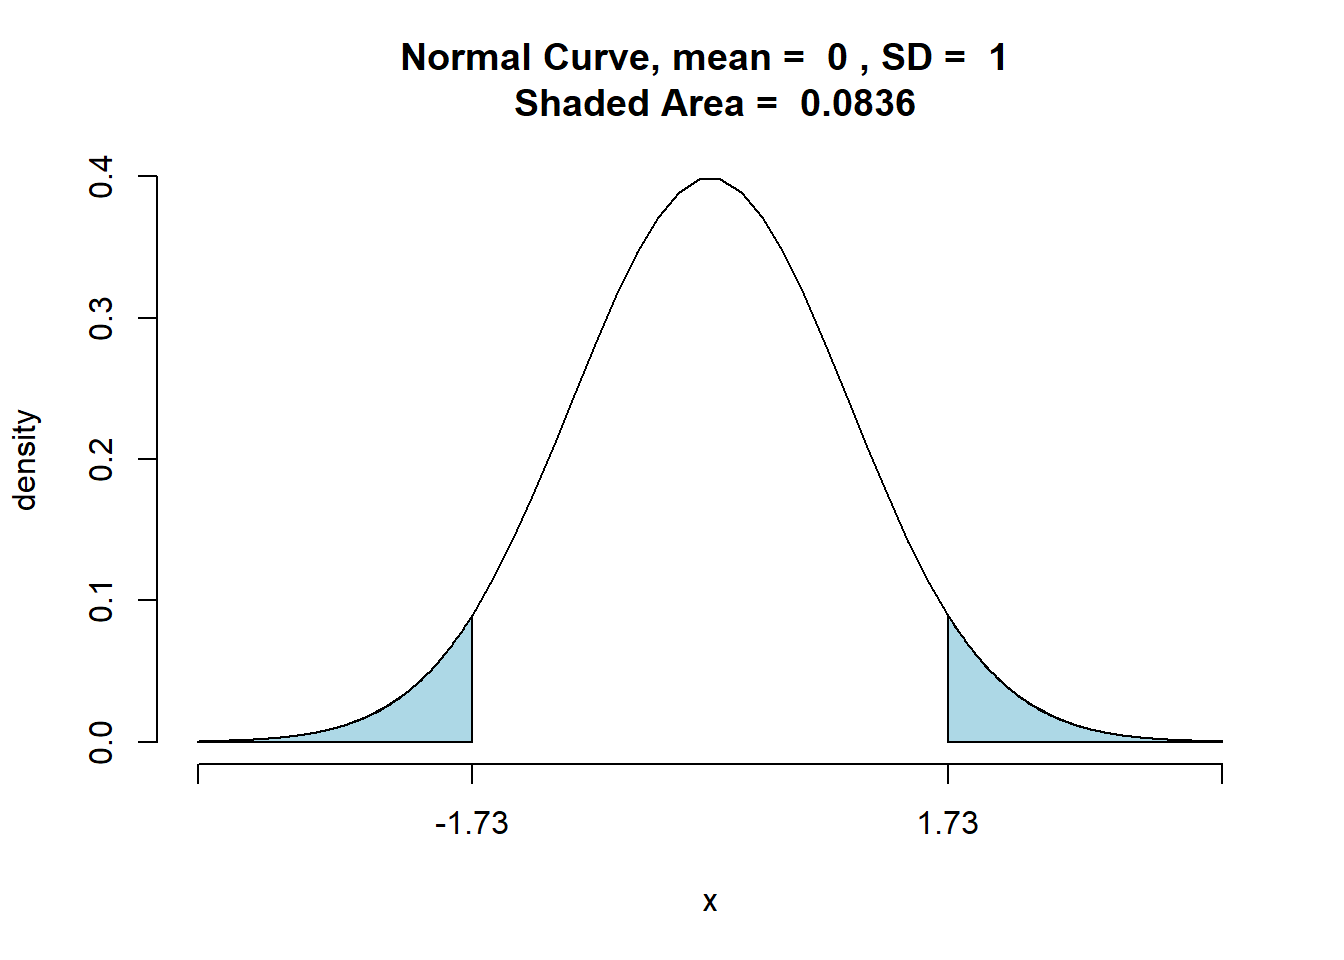 Normal Curve, mean =  0 , SD =  1
Shaded Area =  0.0836
0.4
0.3
0.2
0.1
0.0
density
-1.73
1.73
x